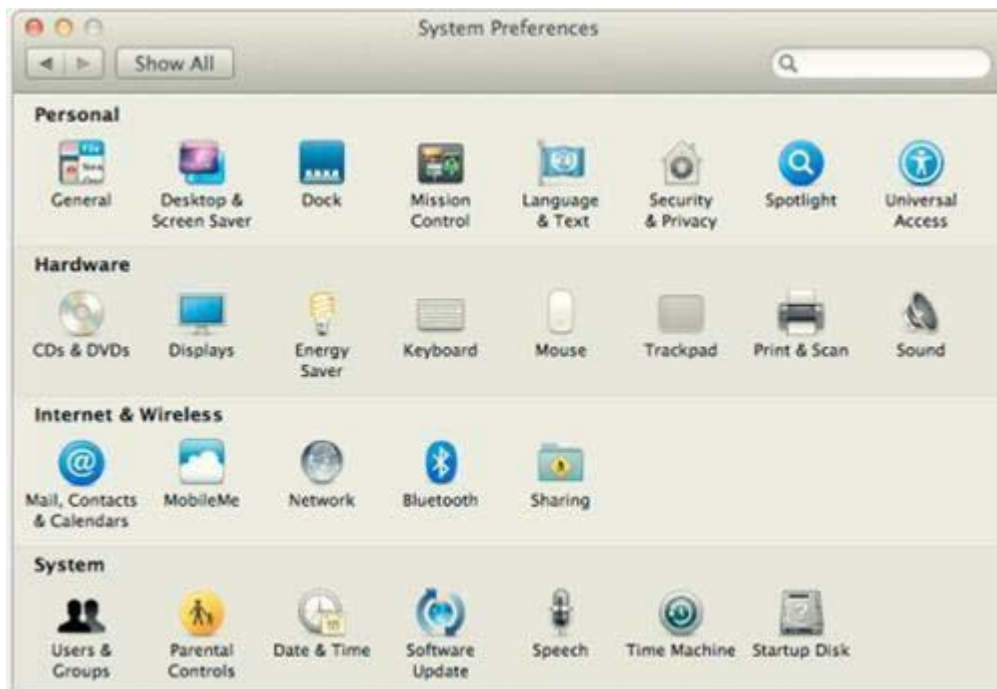 System Preferences
Show All
Personal
General
Desktop &
Screen Saver
Dock
Mission
Control
Language
& Text
Security
& Privacy
Spotlight
Universal
Access
Hardware
CDs & DVDs
Displays
Energy
Saver
Keyboard
Mouse
Trackpad
Print & Scan
Sound
Internet & Wireless
Mail, Contacts
& Calendars
MobileMe
Network
Bluetooth
Sharing
System
Users &
Groups
Parental
Controls
Date & Time
Software
Update
Speech
Time Machine
Startup Disk